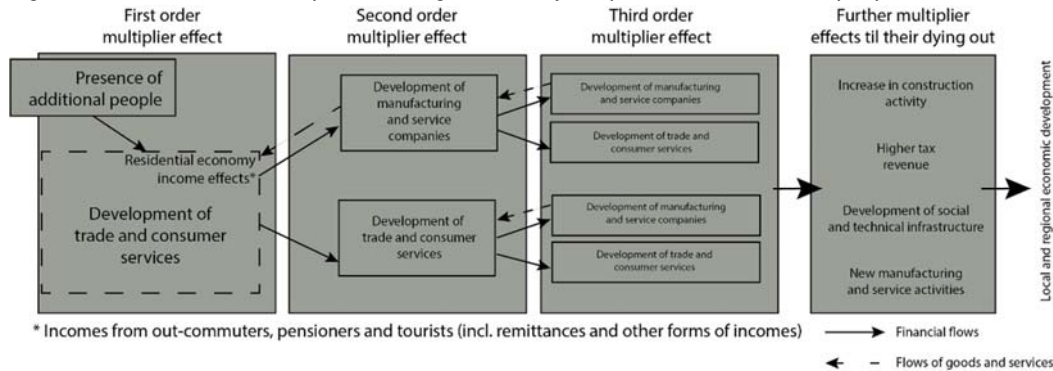 First order
multiplier effect
Second order
multiplier effect
Third order
multiplier effect
Further multiplier
effects til their dying out
Presence of
additional people
Residential economy
income effects*
Development of
trade and consumer
services
Development of
manufacturing
and service
companies
Development of
trade and consumer
services
Development of manufacturing
and service companies
Development of trade and
consumer services
Development of manufacturing
and service companies
Development of trade and
consumer services
Increase in construction
activity
Higher tax
revenue
Development of social
and technical infrastructure
New manufacturing
and service activities
Local and regional economic development
* Incomes from out-commuters, pensioners and tourists (incl. remittances and other forms of incomes)
Financial flows
Flows of goods and services